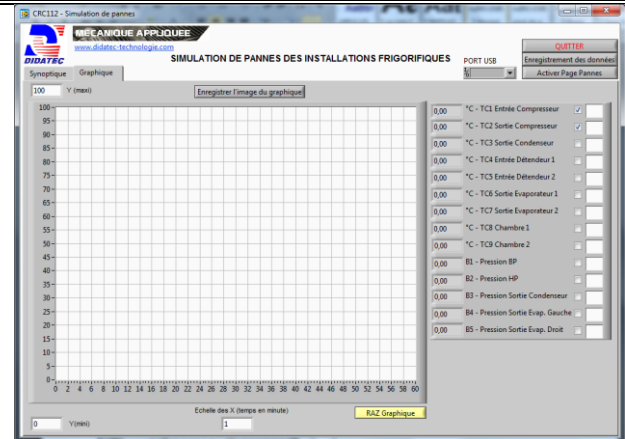 CRC112 - Simulation de pannes
MECANIQUE APPLIQUEE
www.didatec-technologie.com
DIDATEC
SIMULATION DE PANNES DES INSTALLATIONS FRIGORIFIQUES
PORT USB
QUITTER
Enregistrement des données
Activer Page Pannes
Synoptique Graphique
100 Y (maxi)
Enregistrer l'image du graphique
100
95
90
85
80
75
70
65
60
55
50
45
40
35
30
25
20
15
10
5
0
0 2 4 6 8 10 12 14 16 18 20 22 24 26 28 30 32 34 36 38 40 42 44 46 48 50 52 54 56 58 60
0,00 °C - TC1 Entrée Compresseur
0,00 °C - TC2 Sortie Compresseur
0,00 °C - TC3 Sortie Condenseur
0,00 °C - TC4 Entrée Détendeur 1
0,00 °C - TC5 Entrée Détendeur 2
0,00 °C - TC6 Sortie Evaporateur 1
0,00 °C - TC7 Sortie Evaporateur 2
0,00 °C - TC8 Chambre 1
0,00 °C - TC9 Chambre 2
0,00 B1 - Pression BP
0,00 B2 - Pression HP
0,00 B3 - Pression Sortie Condenseur
0,00 B4 - Pression Sortie Evap. Gauche
0,00 B5 - Pression Sortie Evap. Droit
Echelle des X (temps en minute)
RAZ Graphique
0 Y(mini)
1